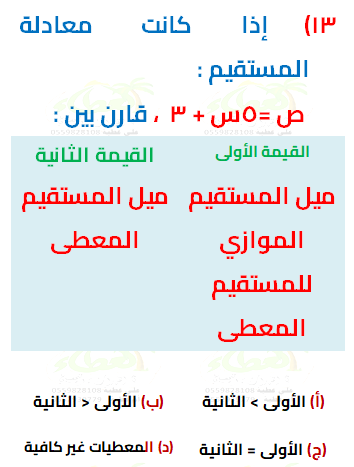 ١٣) إذا كانت معادلة
المستقيم :
ص =٥س + ٣ ، قارن بين :
القيمة الأولى
القيمة الثانية
ميل المستقيم
الموازي
للمستقيم
المعطى
ميل المستقيم
المعطى
(أ) الأولى > الثانية
(ب) الأولى < الثانية
(ج) الأولى = الثانية
(د) المعطيات غير كافية